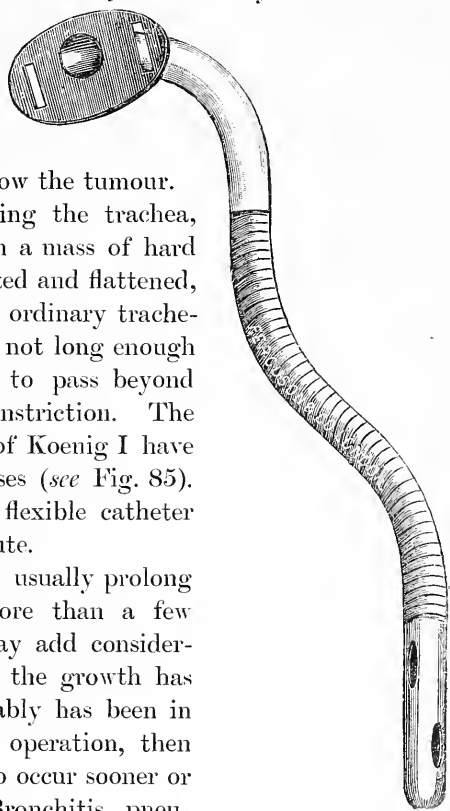 ow the tumour.
ing the trachea,
n a mass of hard
ted and flattened,
ordinary trache-
not long enough
to pass beyond
nstriction. The
of Koenig I have
ses (see Fig. 85).
flexible catheter
ute.
usually prolong
ore than a few
ay add consider-
the growth has
ably has been in
operation, then
o occur sooner or
Bronchitis, pneu-